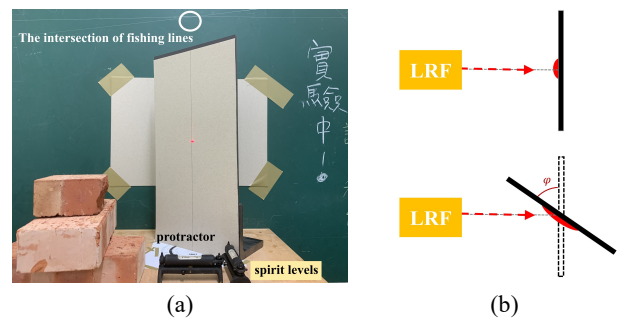 The intersection of fishing lines
實
驗
中
!
protractor
spirit levels
(a)
LRF
φ
LRF
(b)